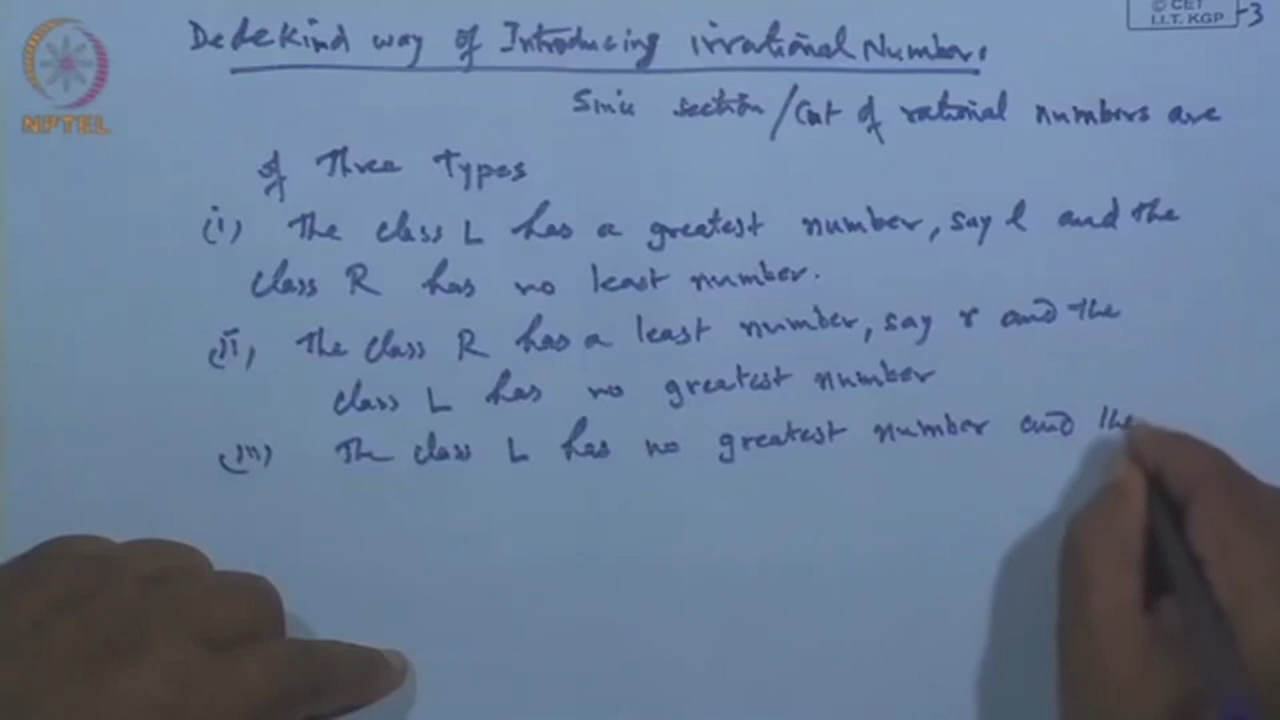 © CET
I.I.T. KGP
-3
NPTEL
Dedekind way of Introducing irrational Numbers
Since section/Cut of rational numbers are
of Three Types
(i) The class L has a greatest number, say l and the
class R has no least number.
(ii) The class R has a least number, say r and the
class L has no greatest number
(iii) The class L has no greatest number and the